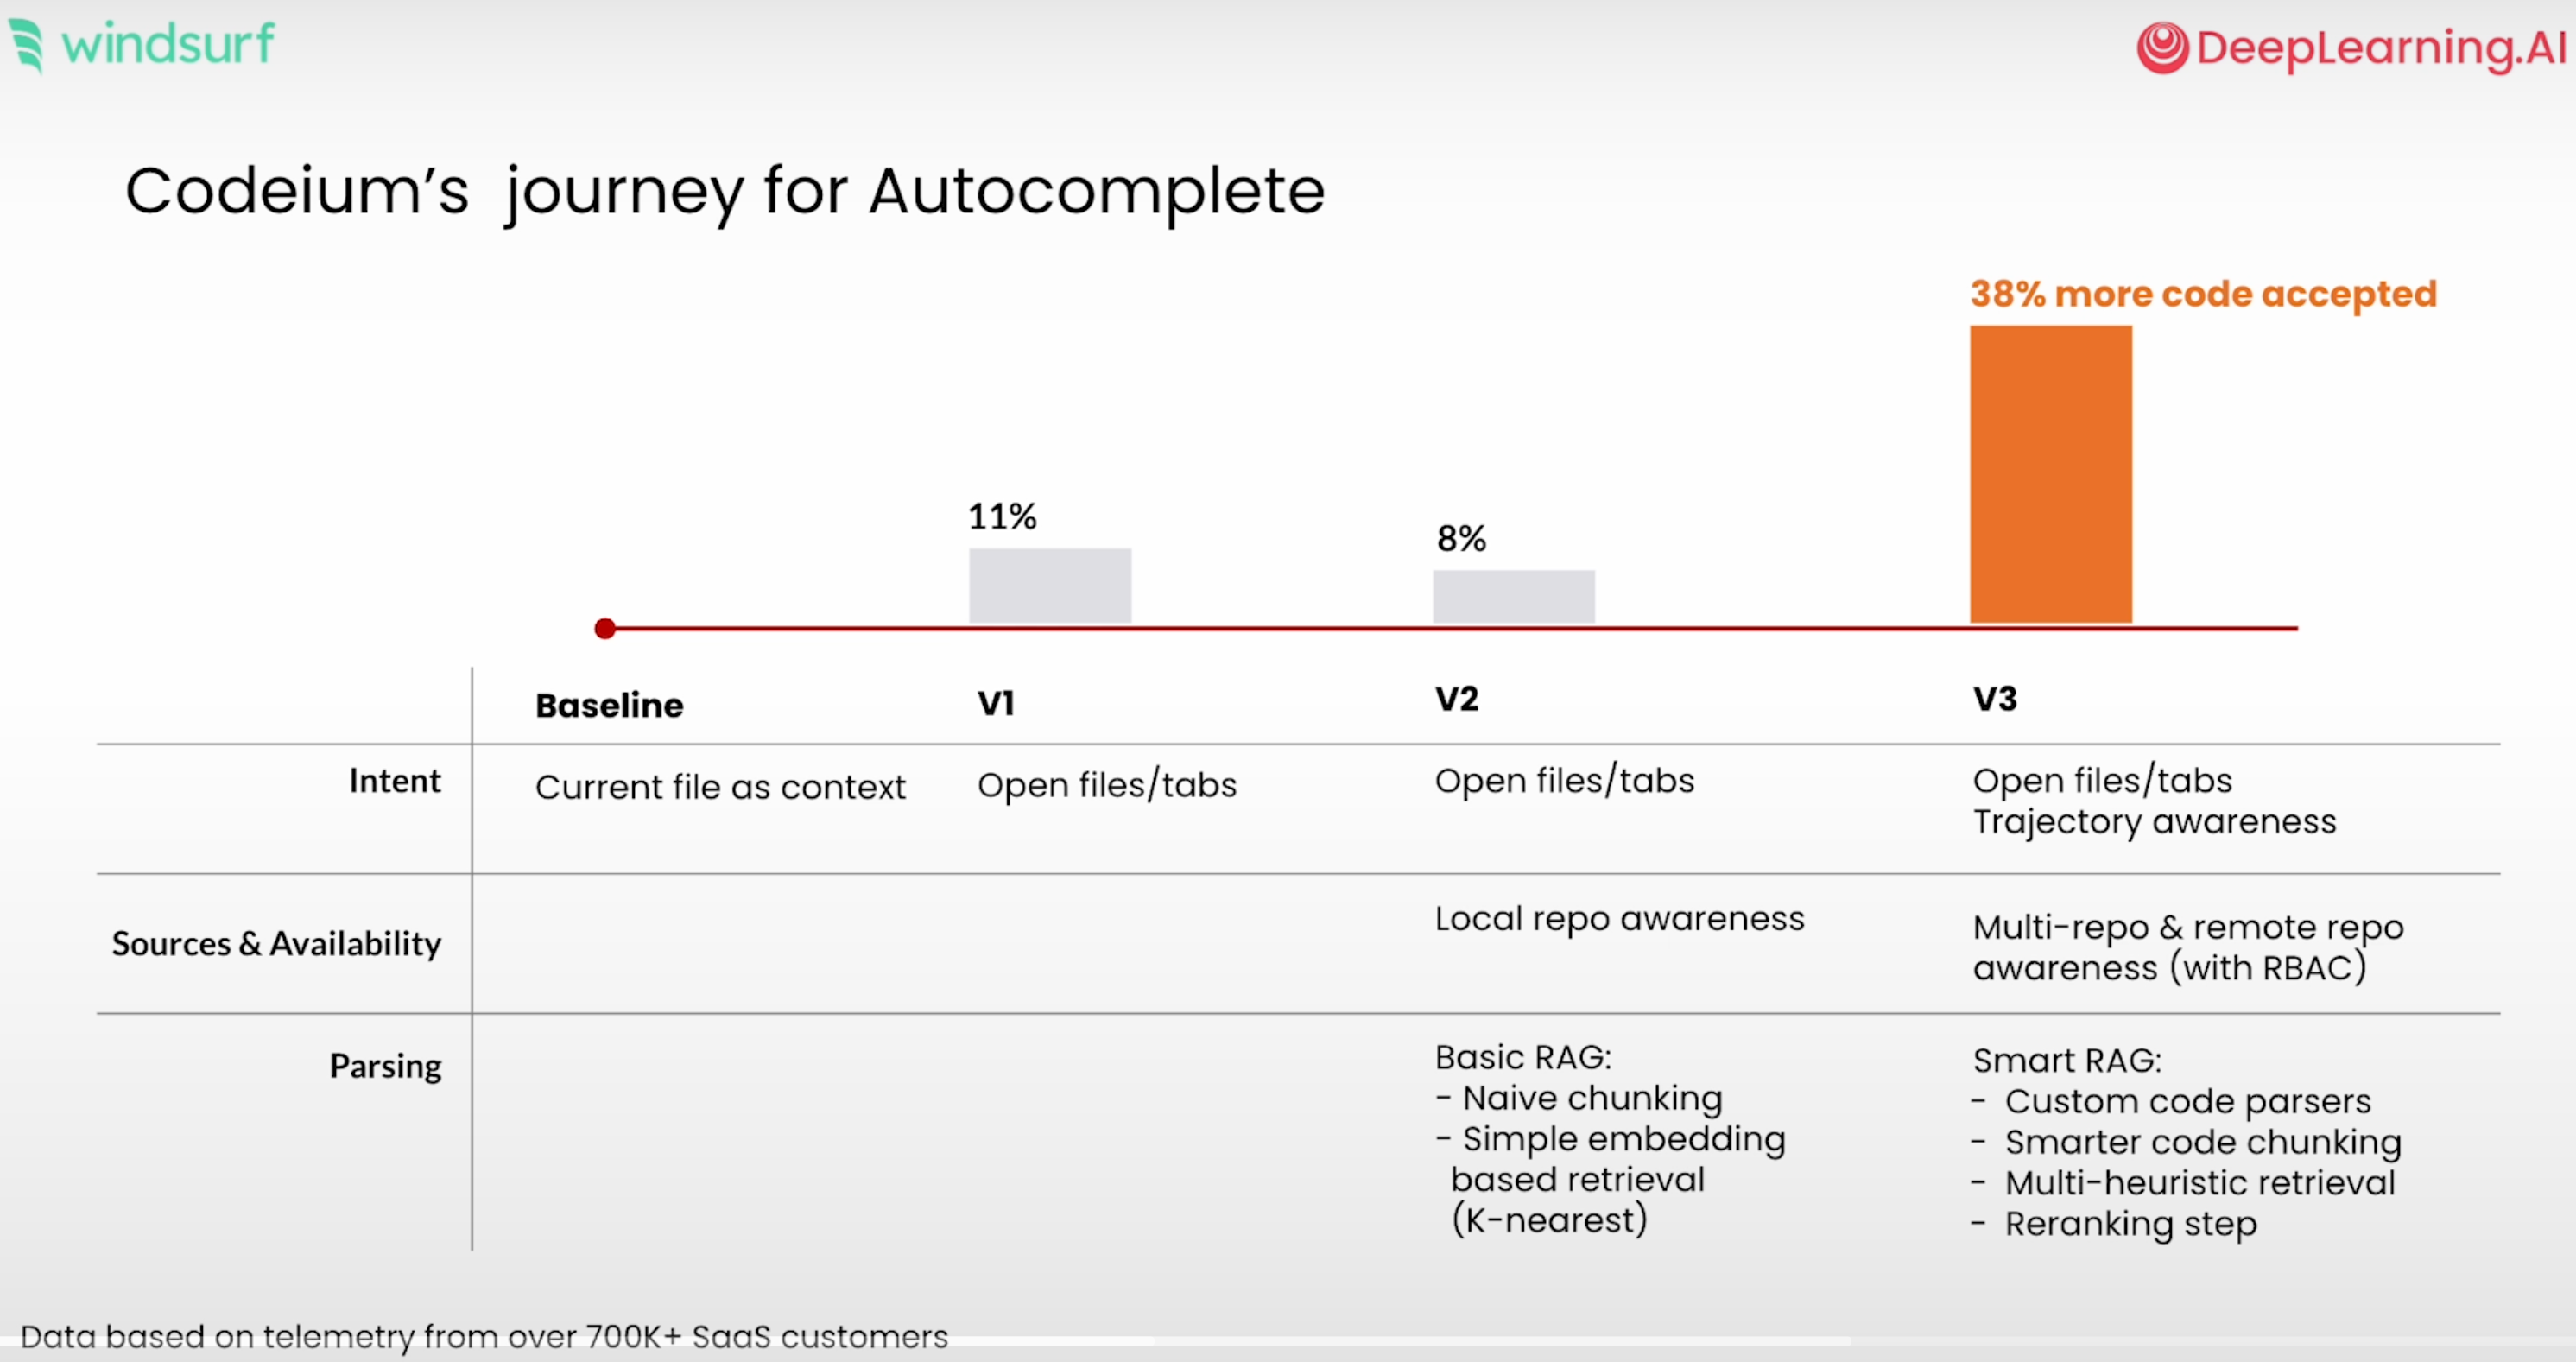 windsurf
DeepLearning.AI
Codeium's journey for Autocomplete
38% more code accepted
11%
8%
Baseline
V1
V2
V3
Intent
Current file as context
Open files/tabs
Open files/tabs
Open files/tabs
Trajectory awareness
Sources & Availability
Local repo awareness
Multi-repo & remote repo
awareness (with RBAC)
Parsing
Basic RAG:
- Naive chunking
- Simple embedding
based retrieval
(K-nearest)
Smart RAG:
- Custom code parsers
- Smarter code chunking
- Multi-heuristic retrieval
- Reranking step
Data based on telemetry from over 700K+ SaaS customers